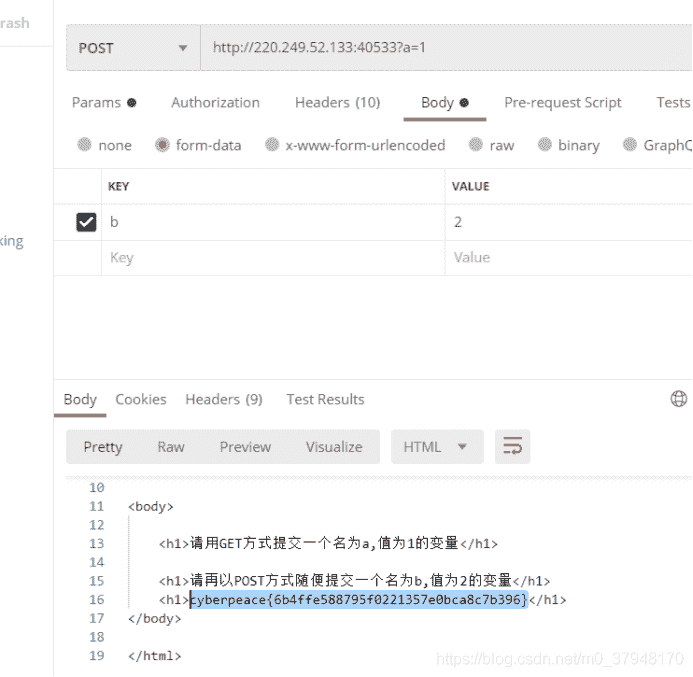 rash
POST http://220.249.52.133:40533?a=1
Params Authorization Headers (10) Body Pre-request Script Tests
none form-data x-www-form-urlencoded raw binary GraphQ
KEY VALUE
b 2
king
Key Value
Body Cookies Headers (9) Test Results
Pretty Raw Preview Visualize HTML
10
11 <body>
12
13 <h1>请用GET方式提交一个名为a,值为1的变量</h1>
14
15 <h1>请再以POST方式随便提交一个名为b,值为2的变量</h1>
16 <h1>cyberpeace{6b4ffe588795f0221357e0bca8c7b396}</h1>
17 </body>
18
19 </html>
https://blog.csdn.net/m0_37948170